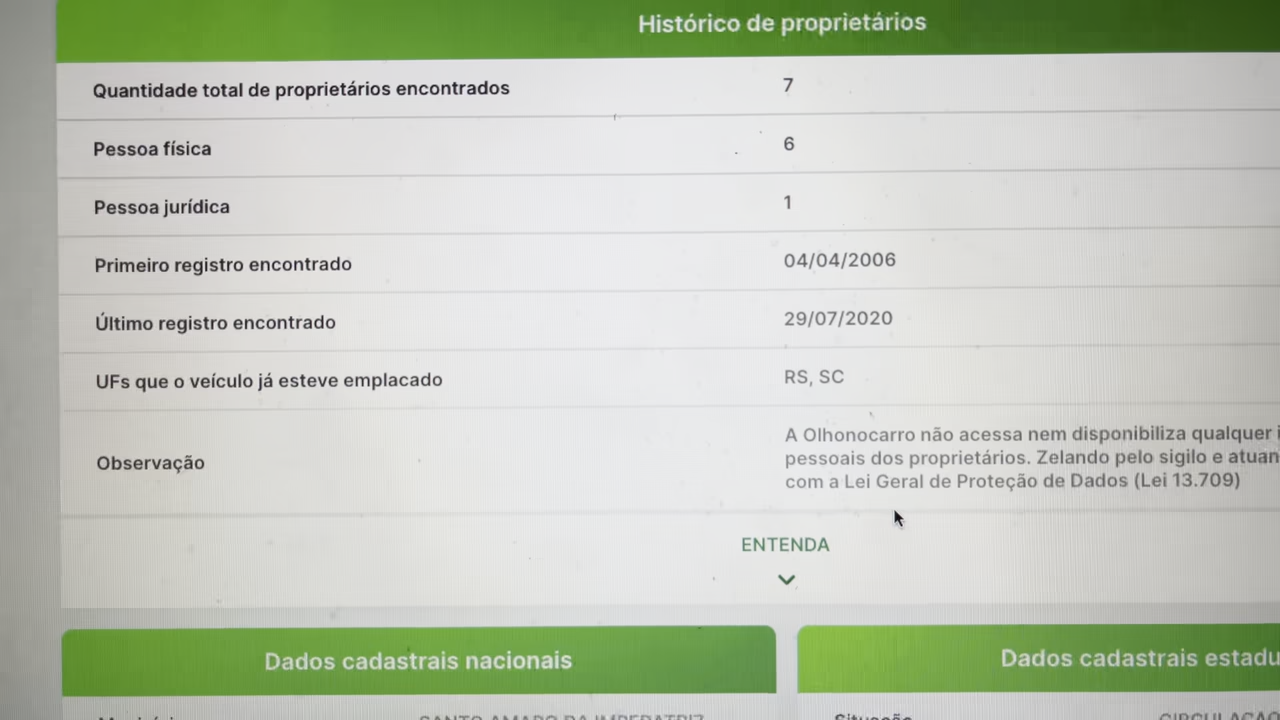 Histórico de proprietários
Quantidade total de proprietários encontrados 7
Pessoa física 6
Pessoa jurídica 1
Primeiro registro encontrado 04/04/2006
Último registro encontrado 29/07/2020
UFs que o veículo já esteve emplacado RS, SC
Observação
A Olhonocarro não acessa nem disponibiliza qualquer i
pessoais dos proprietários. Zelando pelo sigilo e atuan
com a Lei Geral de Proteção de Dados (Lei 13.709)
ENTENDA
Dados cadastrais nacionais
Dados cadastrais estadu